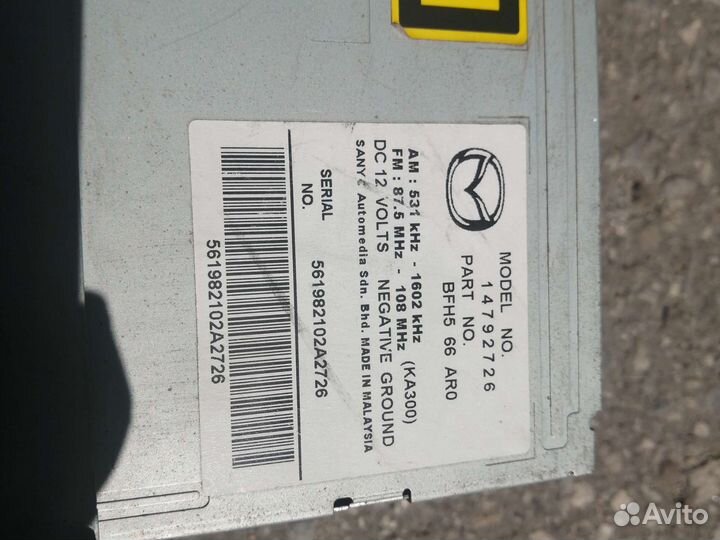 MODEL NO.
14792726
PART NO.
BFH5 66 AR0
AM : 531 kHz - 1602 kHz
FM : 87.5 MHz - 108 MHz (KA300)
DC 12 VOLTS NEGATIVE GROUND
SANYO Automedia Sdn. Bhd. MADE IN MALAYSIA
SERIAL NO. 561982102A2726
561982102A2726
Avito